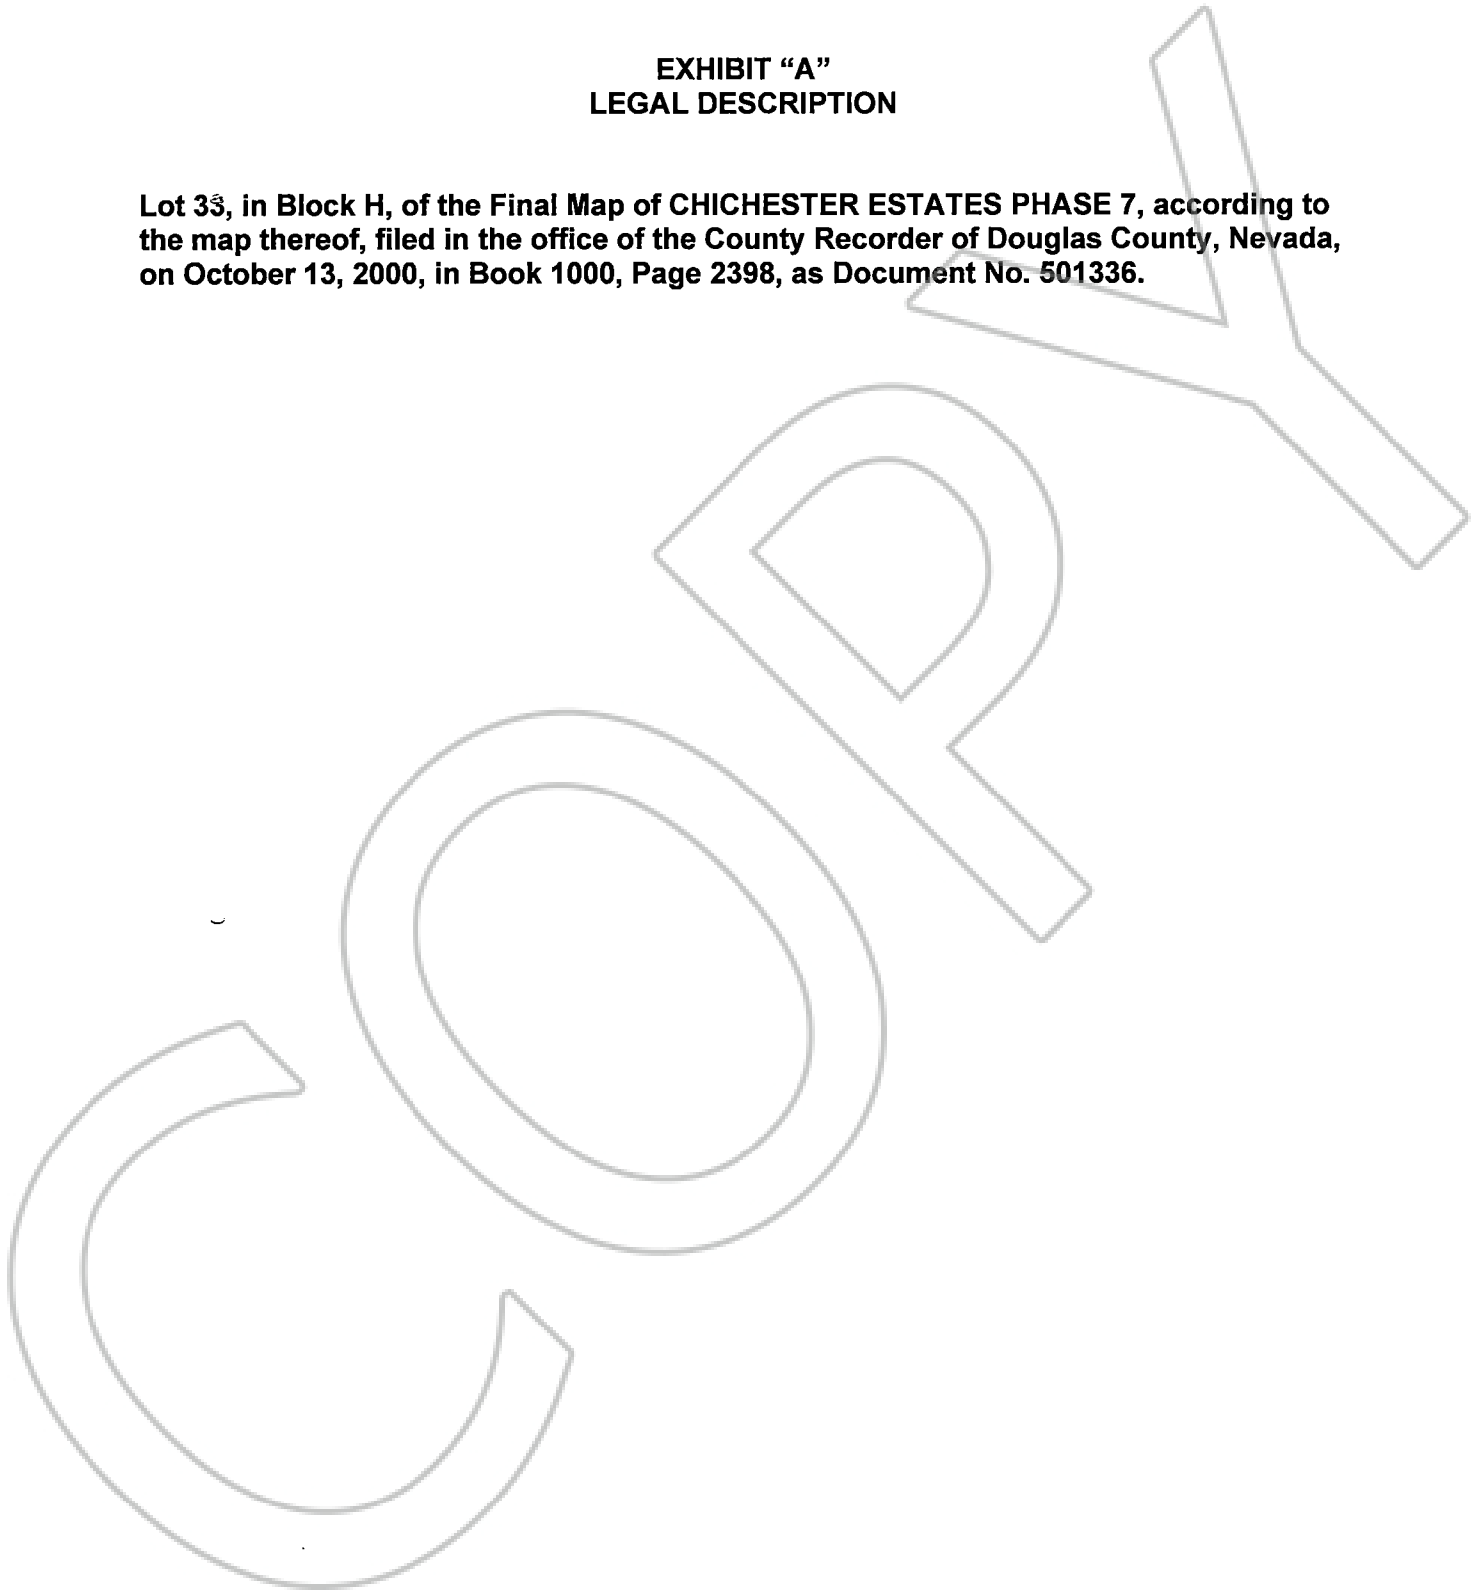 EXHIBIT “A”
LEGAL DESCRIPTION
Lot 33, in Block H, of the Final Map of CHICHESTER ESTATES PHASE 7, according to
the map thereof, filed in the office of the County Recorder of Douglas County, Nevada,
on October 13, 2000, in Book 1000, Page 2398, as Document No. 501336.
COPY